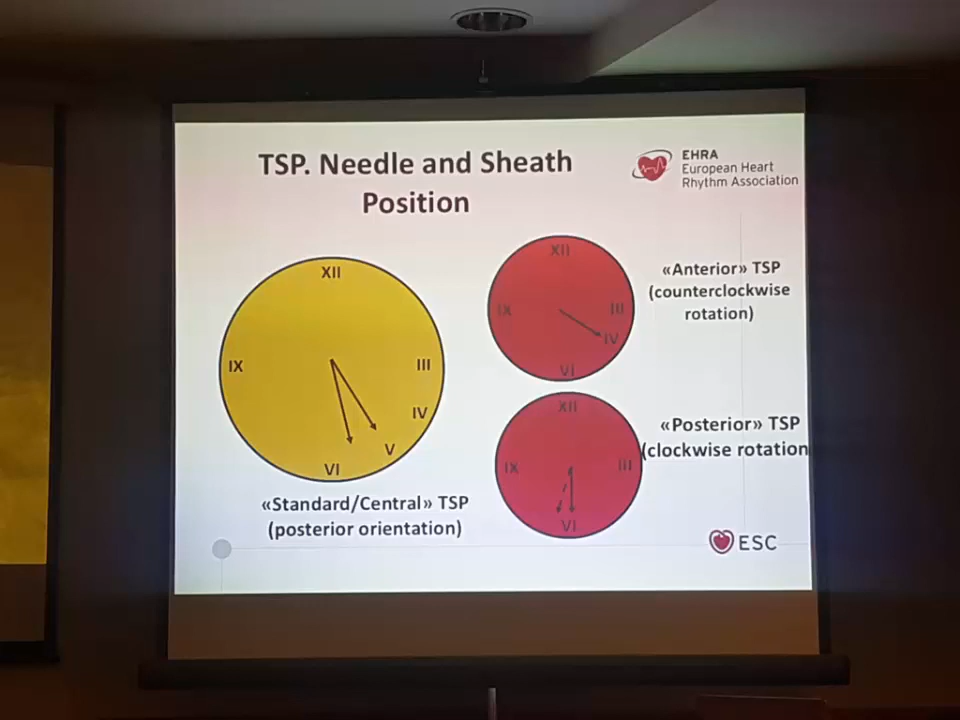 TSP. Needle and Sheath
Position
EHRA
European Heart
Rhythm Association
XII
IX
III
IV
V
VI
«Standard/Central» TSP
(posterior orientation)
XII
IX
III
IV
VI
«Anterior» TSP
(counterclockwise
rotation)
XII
IX
III
VI
«Posterior» TSP
(clockwise rotation
ESC